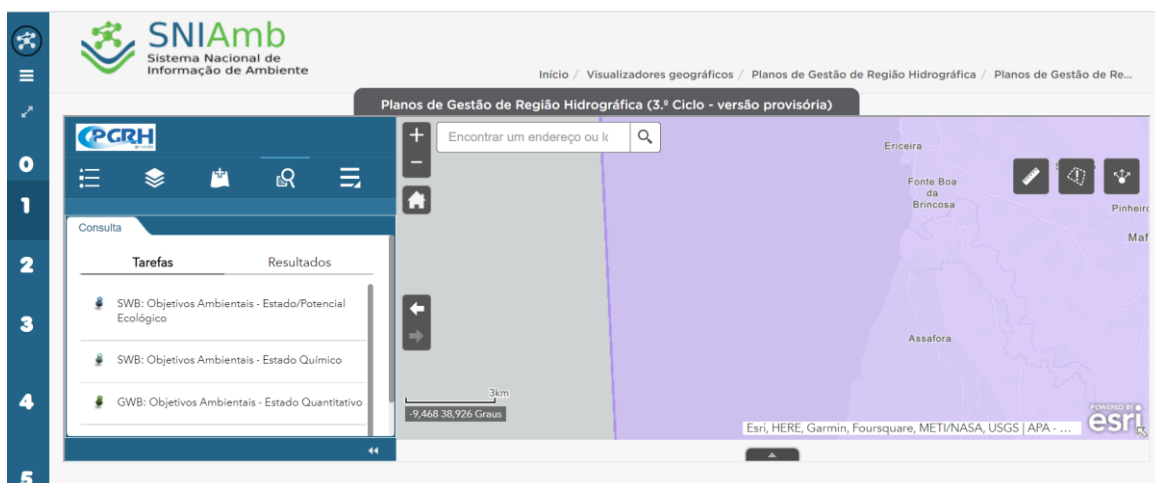 SNIAmb
Sistema Nacional de
Informação de Ambiente
Início / Visualizadores geográficos / Planos de Gestão de Região Hidrográfica / Planos de Gestão de Re...
Planos de Gestão de Região Hidrográfica (3.º Ciclo - versão provisória)
PGRH
Encontrar um endereço ou lo
Consulta
Tarefas Resultados
SWB: Objetivos Ambientais - Estado/Potencial
Ecológico
SWB: Objetivos Ambientais - Estado Químico
GWB: Objetivos Ambientais - Estado Quantitativo
0
1
2
3
4
5
Ericeira
Fonte Boa
da
Brincosa
Pinheiro
Maf
Assafora
3km
-9,468 38,926 Graus
Esri, HERE, Garmin, Foursquare, METI/NASA, USGS | APA - ...
POWERED BY
esri